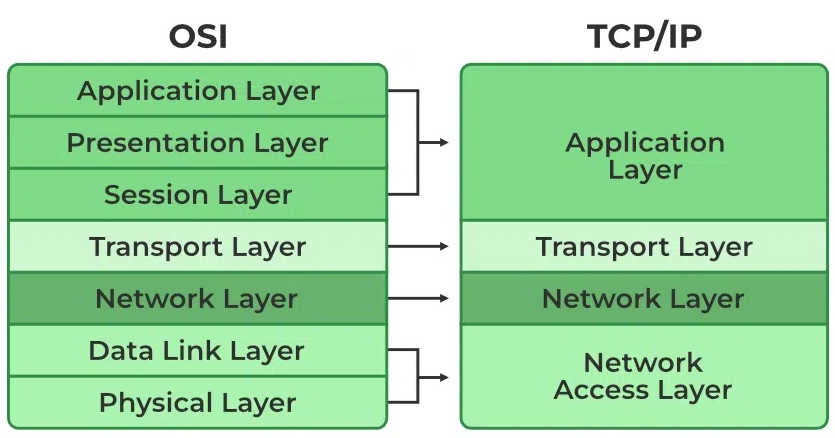 OSI
Application Layer
Presentation Layer
Session Layer
Transport Layer
Network Layer
Data Link Layer
Physical Layer
TCP/IP
Application
Layer
Transport Layer
Network Layer
Network
Access Layer